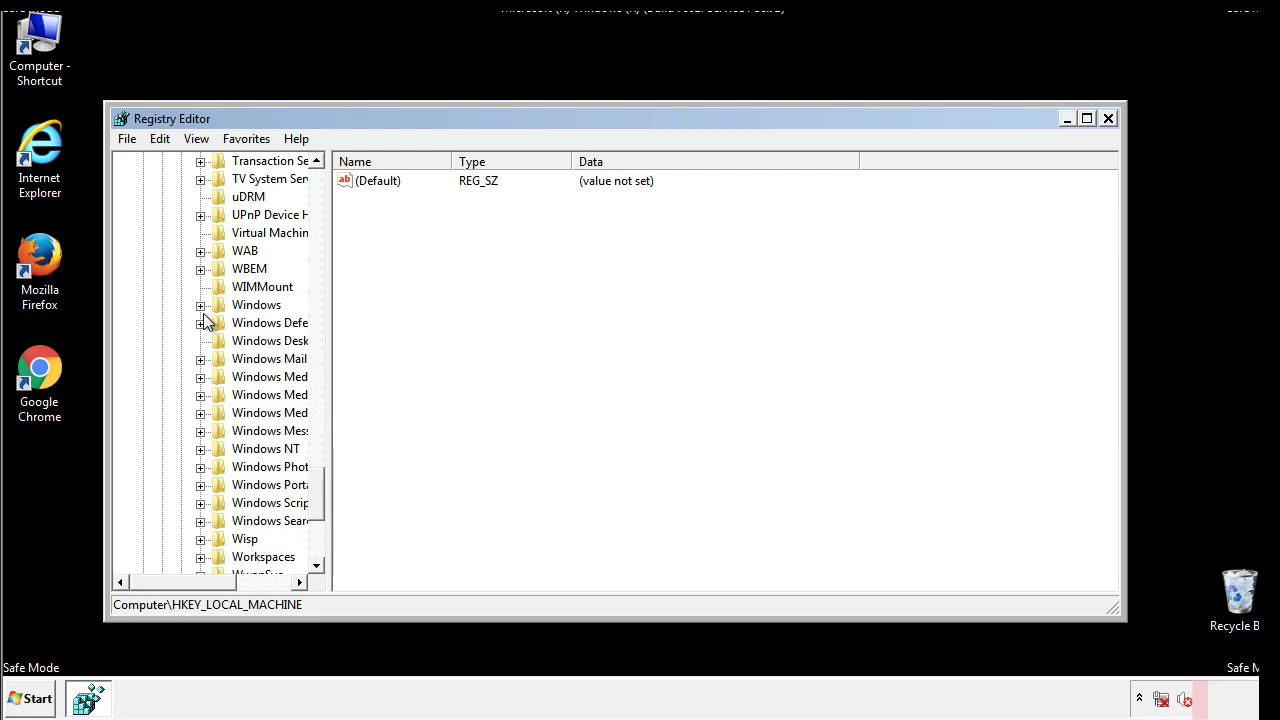 Computer -
Shortcut
Internet
Explorer
Mozilla
Firefox
Google
Chrome
Registry Editor
File Edit View Favorites Help
Transaction Se
TV System Serv
uDRM
UPnP Device H
Virtual Machin
WAB
WBEM
WIMMount
Windows
Windows Defe
Windows Desk
Windows Mail
Windows Med
Windows Med
Windows Med
Windows Mes
Windows NT
Windows Phot
Windows Porta
Windows Scrip
Windows Sear
Wisp
Workspaces
Name Type Data
(Default) REG_SZ (value not set)
Computer\HKEY_LOCAL_MACHINE
Recycle B
Safe Mode Safe M
Start